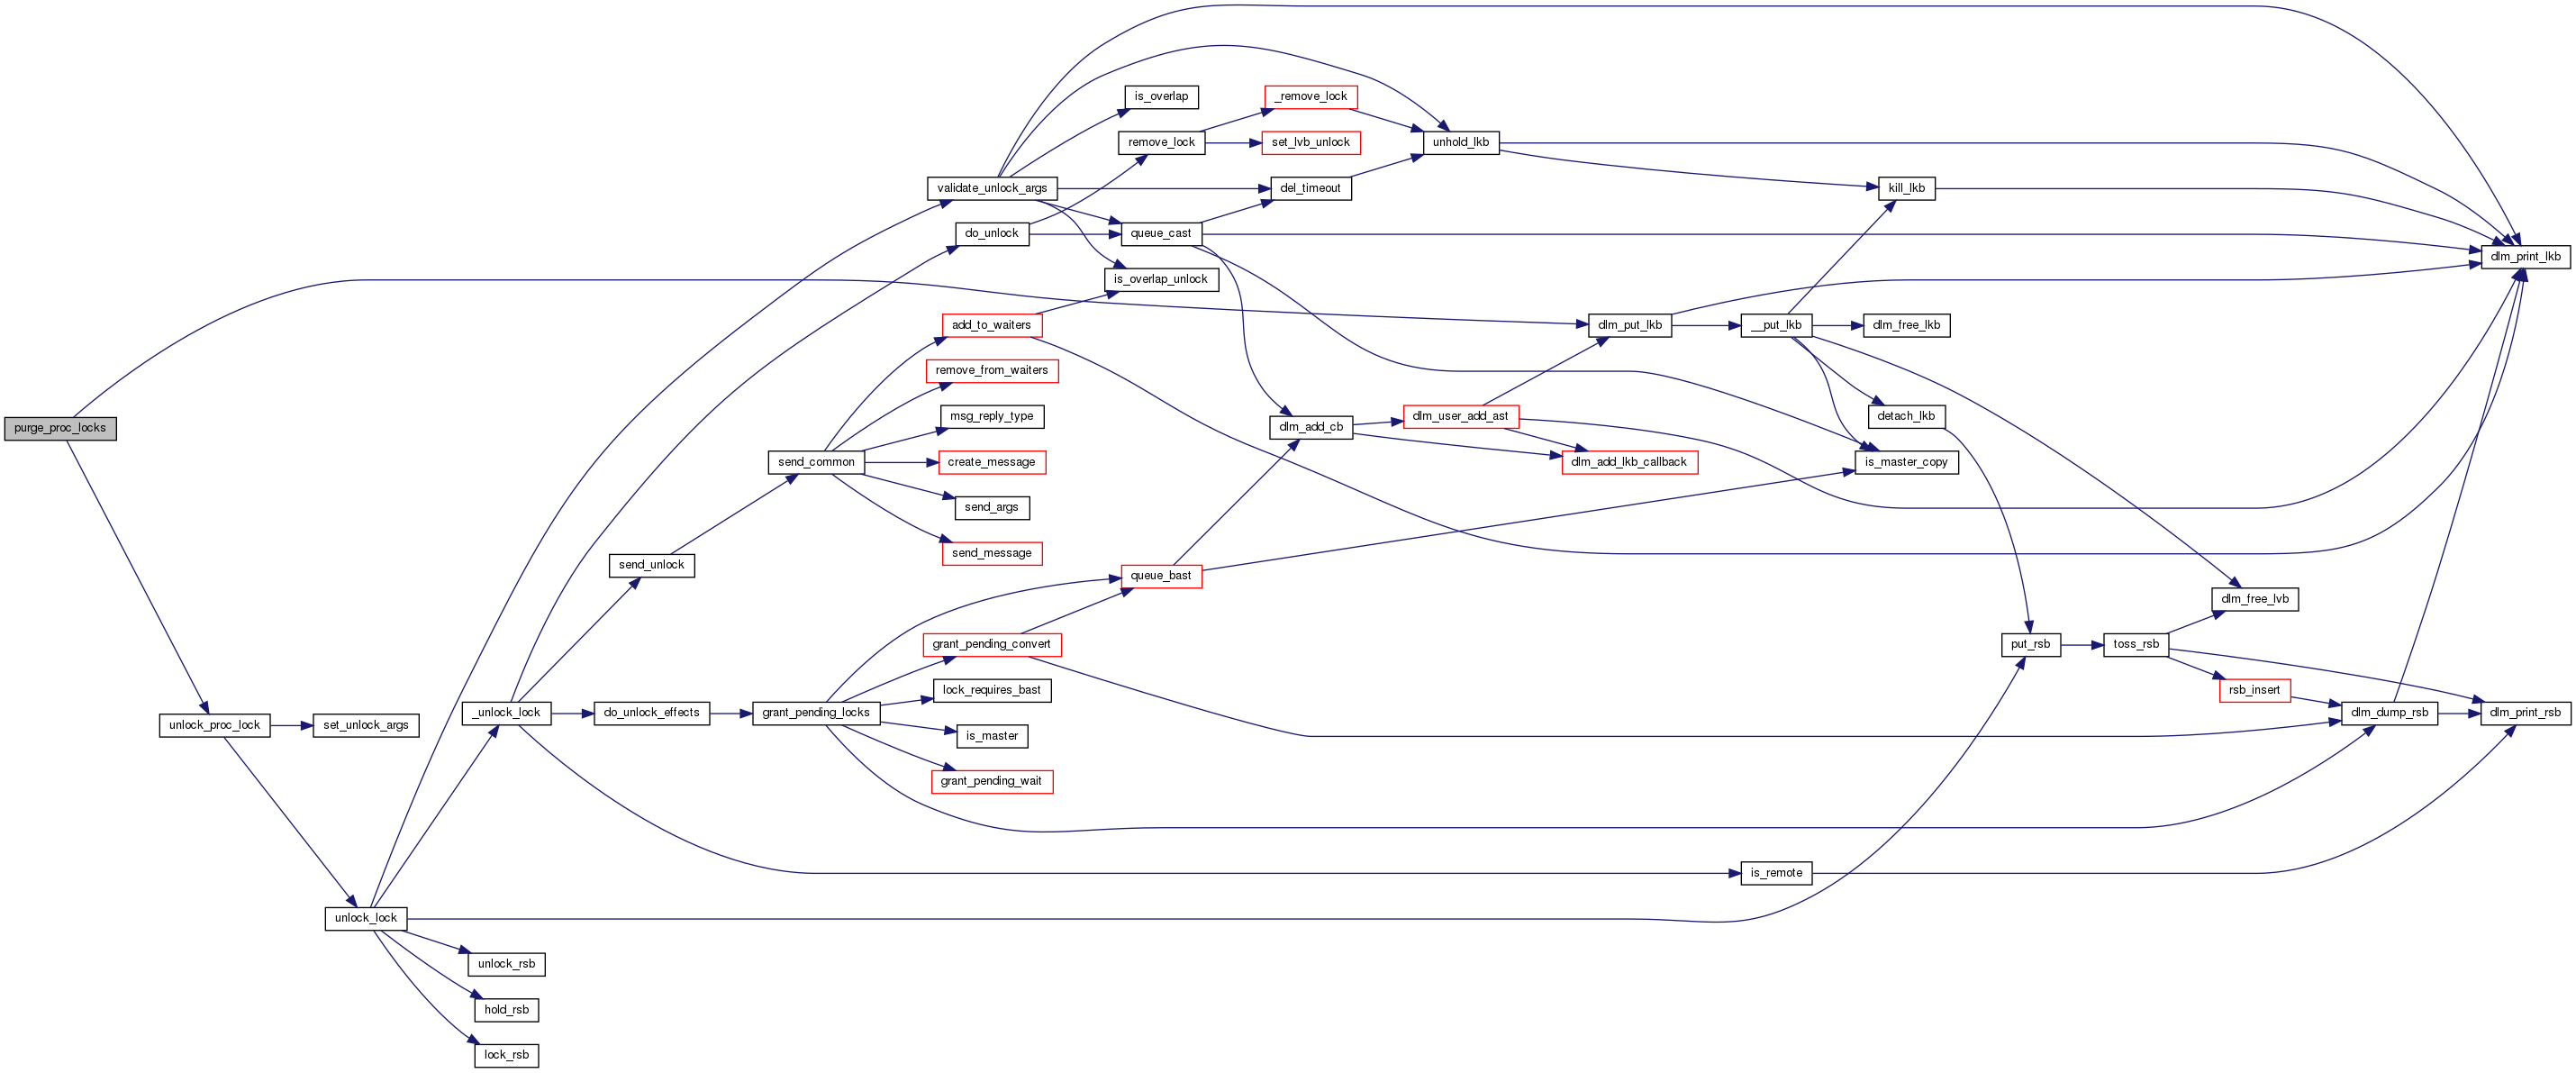 purge_proc_locks
unlock_proc_lock
set_unlock_args
unlock_lock
_unlock_lock
unlock_rsb
hold_rsb
lock_rsb
send_unlock
do_unlock_effects
send_common
grant_pending_locks
validate_unlock_args
do_unlock
add_to_waiters
remove_from_waiters
msg_reply_type
create_message
send_args
send_message
grant_pending_convert
lock_requires_bast
is_master
grant_pending_wait
is_overlap
remove_lock
queue_cast
is_overlap_unlock
queue_bast
_remove_lock
set_lvb_unlock
del_timeout
dlm_add_cb
unhold_lkb
dlm_user_add_ast
dlm_put_lkb
dlm_add_lkb_callback
__put_lkb
is_remote
kill_lkb
dlm_free_lkb
detach_lkb
is_master_copy
put_rsb
toss_rsb
dlm_free_lvb
rsb_insert
dlm_dump_rsb
dlm_print_lkb
dlm_print_rsb